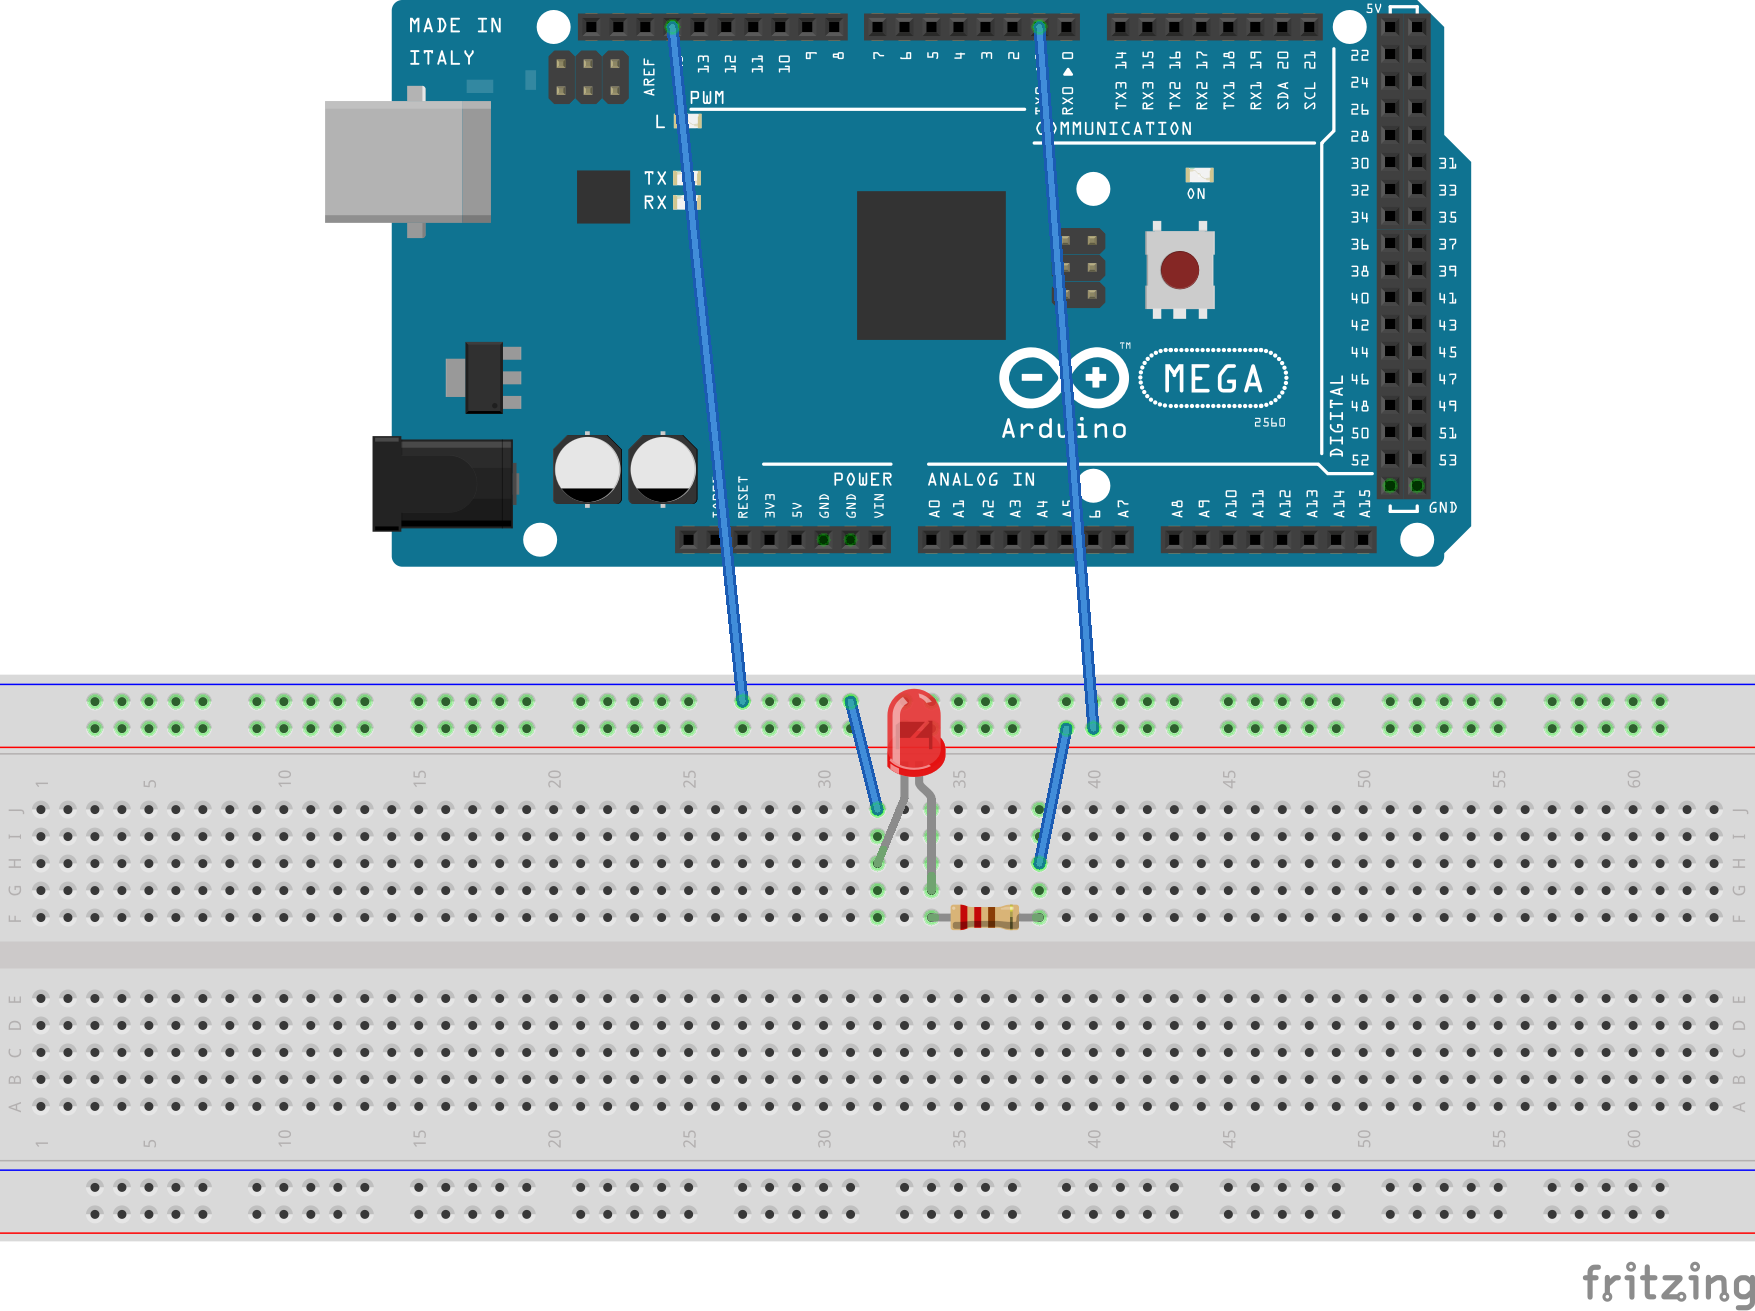 MADE IN
ITALY
5V
AREF
13
12
11
10
9
8
7
6
5
4
3
2
RX0 ▶ 0
TX3 14
RX3 15
TX2 16
RX2 17
TX1 18
RX1 19
SDA 20
SCL 21
PWM
COMMUNICATION
L
TX
RX
ON
22
24
26
28
30 31
32 33
34 35
36 37
38 39
40 41
42 43
44 45
46 47
48 49
50 51
52 53
GND
DIGITAL
TM
MEGA
Arduino
2560
POWER
ANALOG IN
RESET
3V3
5V
GND
GND
VIN
A0
A1
A2
A3
A4
A5
6
A7
A8
A9
A10
A11
A12
A13
A14
A15
1 5 10 15 20 25 30 35 40 45 50 55 60
J J
I I
H H
G G
F F
E E
D D
C C
B B
A A
1 5 10 15 20 25 30 35 40 45 50 55 60
fritzing